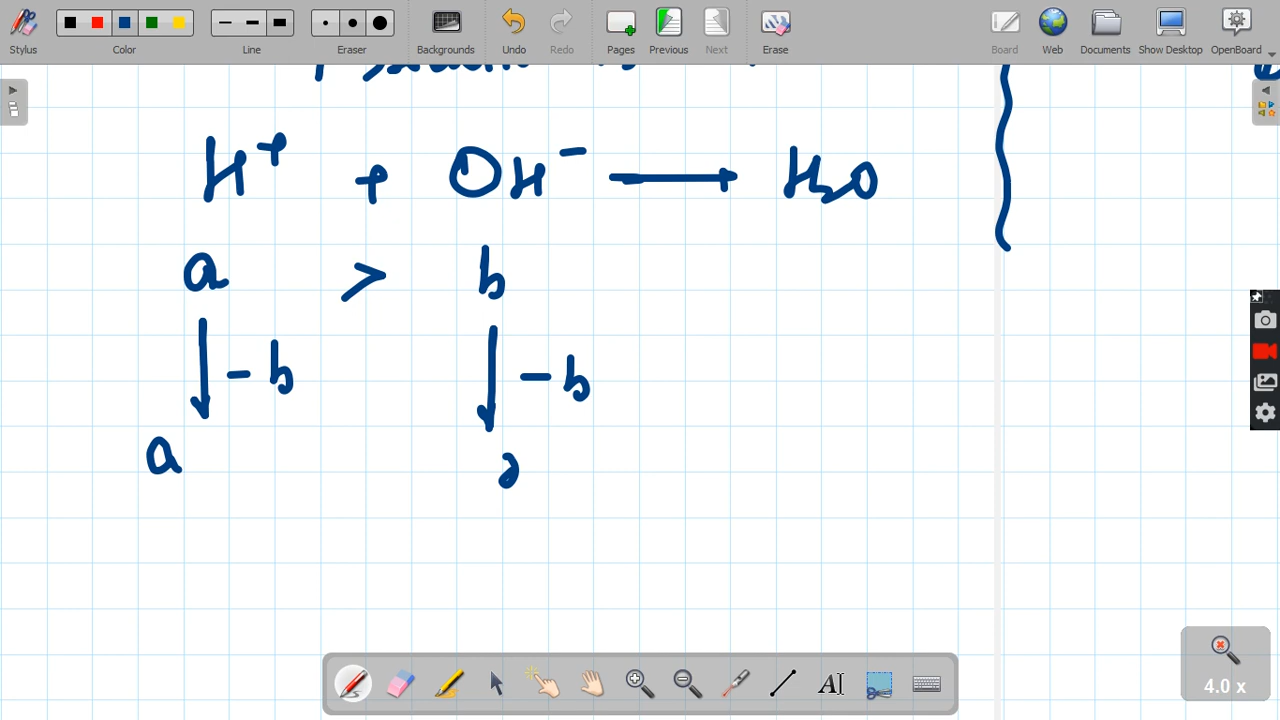 Stylus Color Line Eraser Backgrounds Undo Redo Pages Previous Next Erase Board Web Documents Show Desktop OpenBoard
H⁺ + OH⁻ → H₂O
a > b
↓ - b ↓ - b
a
4.0 x